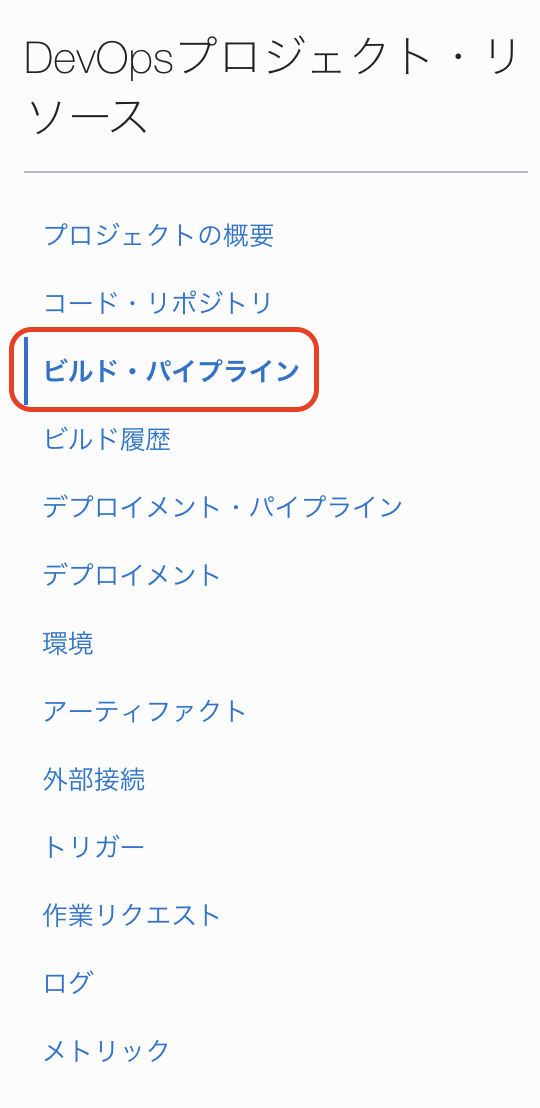 DevOpsプロジェクト・リ
ソース
プロジェクトの概要
コード・リポジトリ
ビルド・パイプライン
ビルド履歴
デプロイメント・パイプライン
デプロイメント
環境
アーティファクト
外部接続
トリガー
作業リクエスト
ログ
メトリック